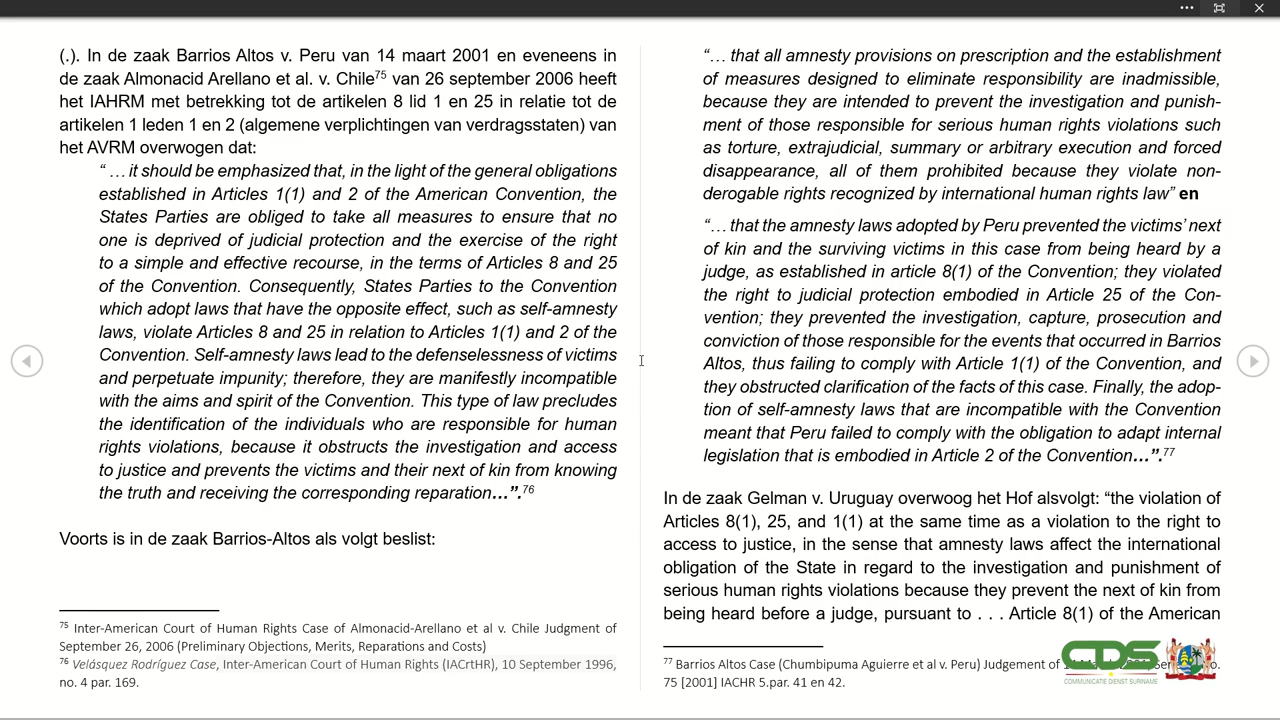 (.). In de zaak Barrios Altos v. Peru van 14 maart 2001 en eveneens in
de zaak Almonacid Arellano et al. v. Chile75 van 26 september 2006 heeft
het IAHRM met betrekking tot de artikelen 8 lid 1 en 25 in relatie tot de
artikelen 1 leden 1 en 2 (algemene verplichtingen van verdragsstaten) van
het AVRM overwogen dat:
“ … it should be emphasized that, in the light of the general obligations
established in Articles 1(1) and 2 of the American Convention, the
States Parties are obliged to take all measures to ensure that no
one is deprived of judicial protection and the exercise of the right
to a simple and effective recourse, in the terms of Articles 8 and 25
of the Convention. Consequently, States Parties to the Convention
which adopt laws that have the opposite effect, such as self-amnesty
laws, violate Articles 8 and 25 in relation to Articles 1(1) and 2 of the
Convention. Self-amnesty laws lead to the defenselessness of victims
and perpetuate impunity; therefore, they are manifestly incompatible
with the aims and spirit of the Convention. This type of law precludes
the identification of the individuals who are responsible for human
rights violations, because it obstructs the investigation and access
to justice and prevents the victims and their next of kin from knowing
the truth and receiving the corresponding reparation…”.76
Voorts is in de zaak Barrios-Altos als volgt beslist:
75 Inter-American Court of Human Rights Case of Almonacid-Arellano et al v. Chile Judgment of
September 26, 2006 (Preliminary Objections, Merits, Reparations and Costs)
76 Velásquez Rodríguez Case, Inter-American Court of Human Rights (IACrtHR), 10 September 1996,
no. 4 par. 169.
“… that all amnesty provisions on prescription and the establishment
of measures designed to eliminate responsibility are inadmissible,
because they are intended to prevent the investigation and punish-
ment of those responsible for serious human rights violations such
as torture, extrajudicial, summary or arbitrary execution and forced
disappearance, all of them prohibited because they violate non-
derogable rights recognized by international human rights law” en
“… that the amnesty laws adopted by Peru prevented the victims’ next
of kin and the surviving victims in this case from being heard by a
judge, as established in article 8(1) of the Convention; they violated
the right to judicial protection embodied in Article 25 of the Con-
vention; they prevented the investigation, capture, prosecution and
conviction of those responsible for the events that occurred in Barrios
Altos, thus failing to comply with Article 1(1) of the Convention, and
they obstructed clarification of the facts of this case. Finally, the adop-
tion of self-amnesty laws that are incompatible with the Convention
meant that Peru failed to comply with the obligation to adapt internal
legislation that is embodied in Article 2 of the Convention…”.77
In de zaak Gelman v. Uruguay overwoog het Hof alsvolgt: “the violation of
Articles 8(1), 25, and 1(1) at the same time as a violation to the right to
access to justice, in the sense that amnesty laws affect the international
obligation of the State in regard to the investigation and punishment of
serious human rights violations because they prevent the next of kin from
being heard before a judge, pursuant to . . . Article 8(1) of the American
77 Barrios Altos Case (Chumbipuma Aguierre et al v. Peru) Judgement of
75 [2001] IACHR 5.par. 41 en 42.
CDS
COMMUNICATIE DIENST SURINAME